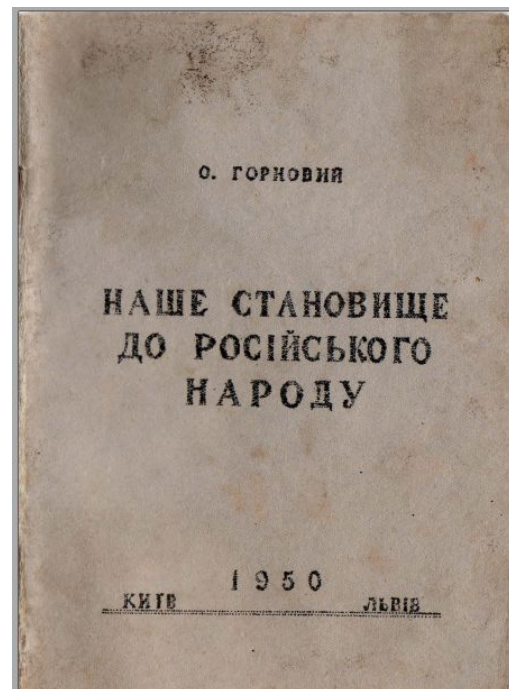 О. ГОРНОВИЙ
НАШЕ СТАНОВИЩЕ
ДО РОСІЙСЬКОГО
НАРОДУ
1950
КИЇВ ЛЬВІВ